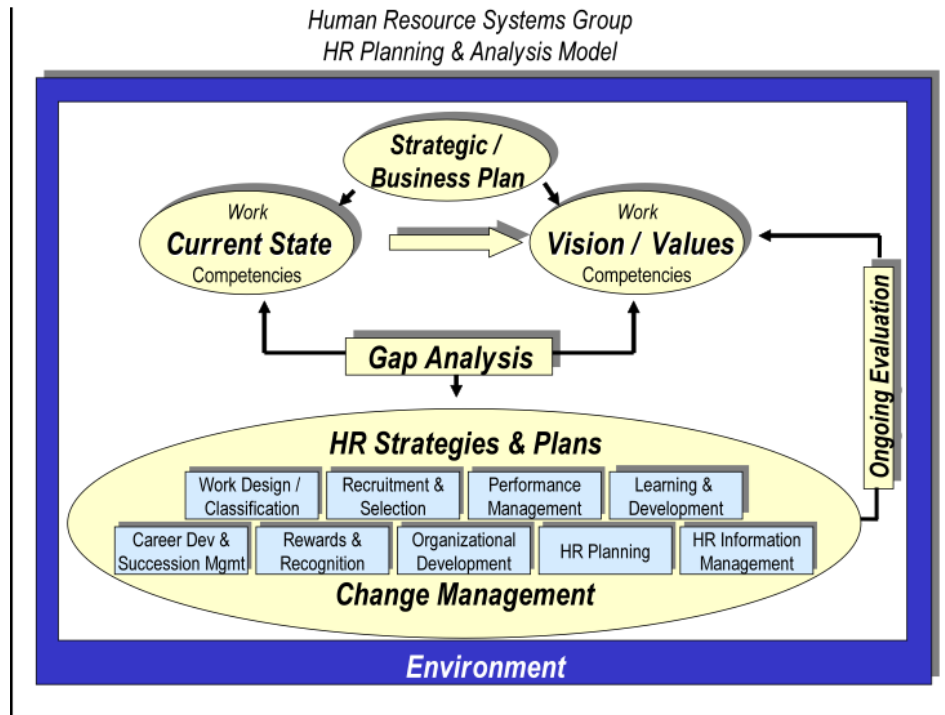 Human Resource Systems Group
HR Planning & Analysis Model
Strategic /
Business Plan
Work
Current State
Competencies
Work
Vision / Values
Competencies
Gap Analysis
Ongoing Evaluation
HR Strategies & Plans
Work Design /
Classification
Recruitment &
Selection
Performance
Management
Learning &
Development
Career Dev &
Succession Mgmt
Rewards &
Recognition
Organizational
Development
HR Planning
HR Information
Management
Change Management
Environment